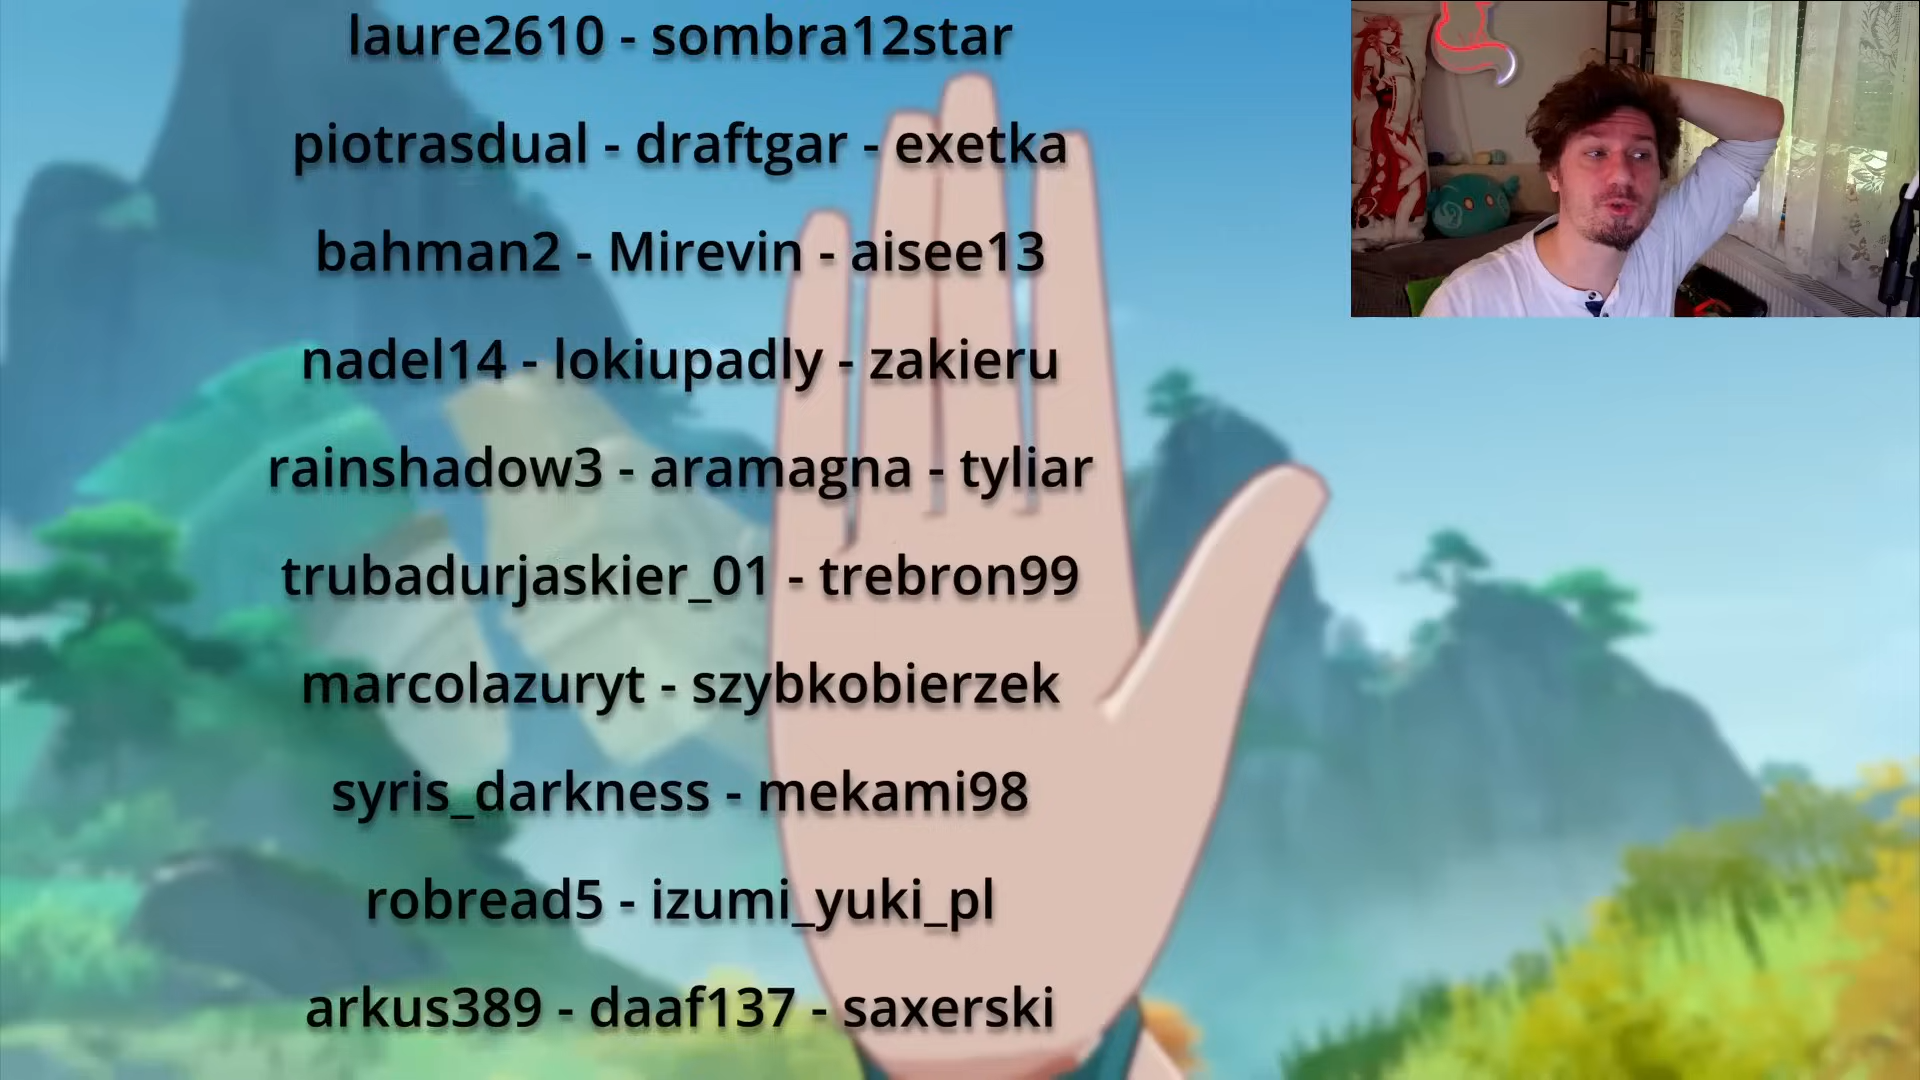 laure2610 - sombra12star
piotrasdual - draftgar - exetka
bahman2 - Mirevin - aisee13
nadel14 - lokiupadly - zakieru
rainshadow3 - aramagna - tyliar
trubadurjaskier_01 - trebron99
marcolazuryt - szybkobierzek
syris_darkness - mekami98
robread5 - izumi_yuki_pl
arkus389 - daaf137 - saxerski